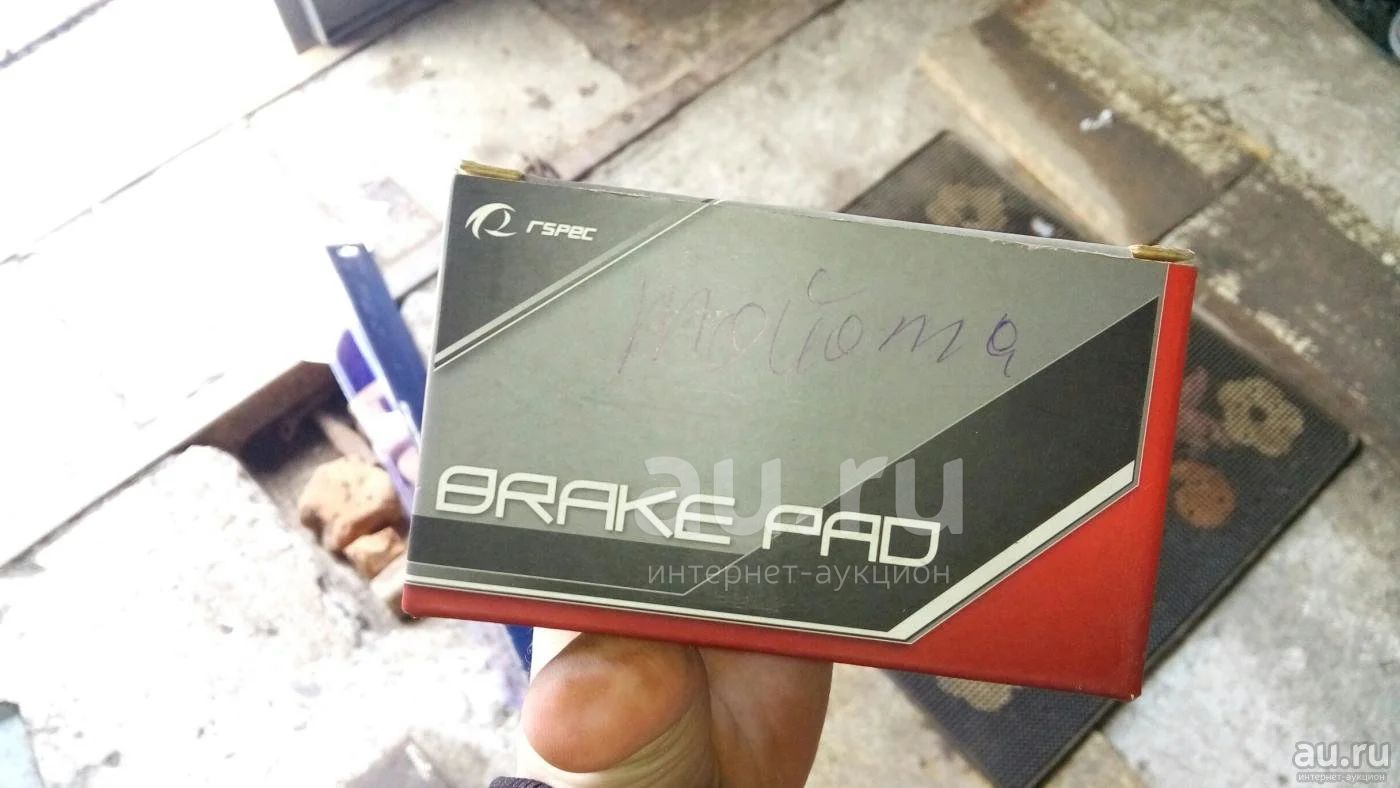 rspec
тойота
BRAKE PAD
au.ru
интернет-аукцион
au.ru
интернет-аукцион